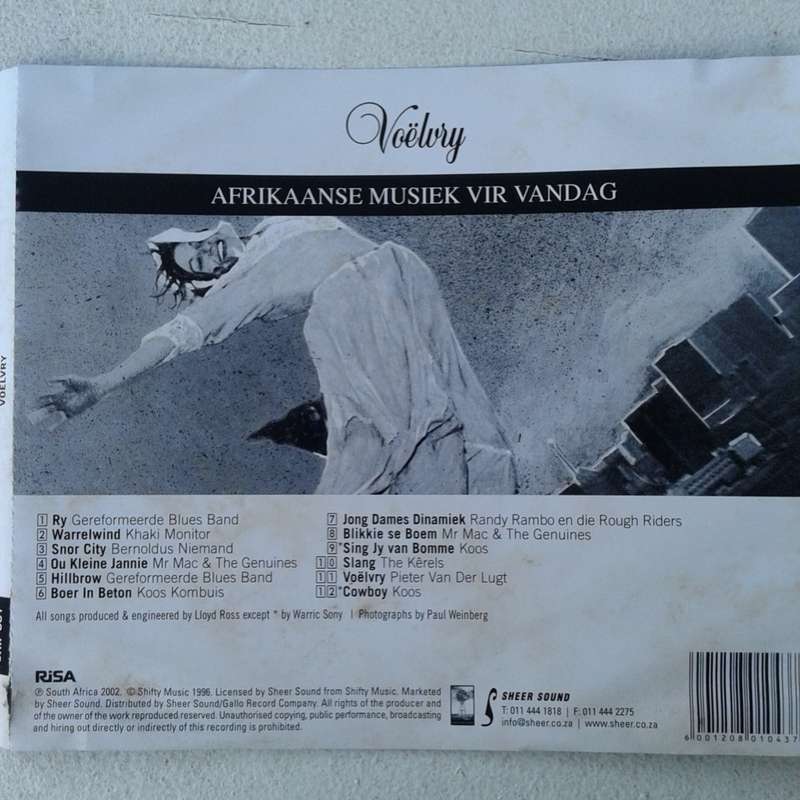 Voëlvry
AFRIKAANSE MUSIEK VIR VANDAG
VOËLVRY
1 Ry Gereformeerde Blues Band
2 Warrelwind Khaki Monitor
3 Snor City Bernoldus Niemand
4 Ou Kleine Jannie Mr Mac & The Genuines
5 Hillbrow Gereformeerde Blues Band
6 Boer In Beton Koos Kombuis
7 Jong Dames Dinamiek Randy Rambo en die Rough Riders
8 Blikkie se Boem Mr Mac & The Genuines
9 *Sing Jy van Bomme Koos
10 Slang The Kêrels
11 Voëlvry Pieter Van Der Lugt
12 *Cowboy Koos
All songs produced & engineered by Lloyd Ross except * by Warric Sony | Photographs by Paul Weinberg
RiSA
℗ South Africa 2002. © Shifty Music 1996. Licensed by Sheer Sound from Shifty Music. Marketed
by Sheer Sound. Distributed by Sheer Sound/Gallo Record Company. All rights of the producer and
of the owner of the work reproduced reserved. Unauthorised copying, public performance, broadcasting
and hiring out directly or indirectly of this recording is prohibited.
SHEER SOUND
T: 011 444 1818 | F: 011 444 2275
info@sheer.co.za | www.sheer.co.za
6 001208 010437